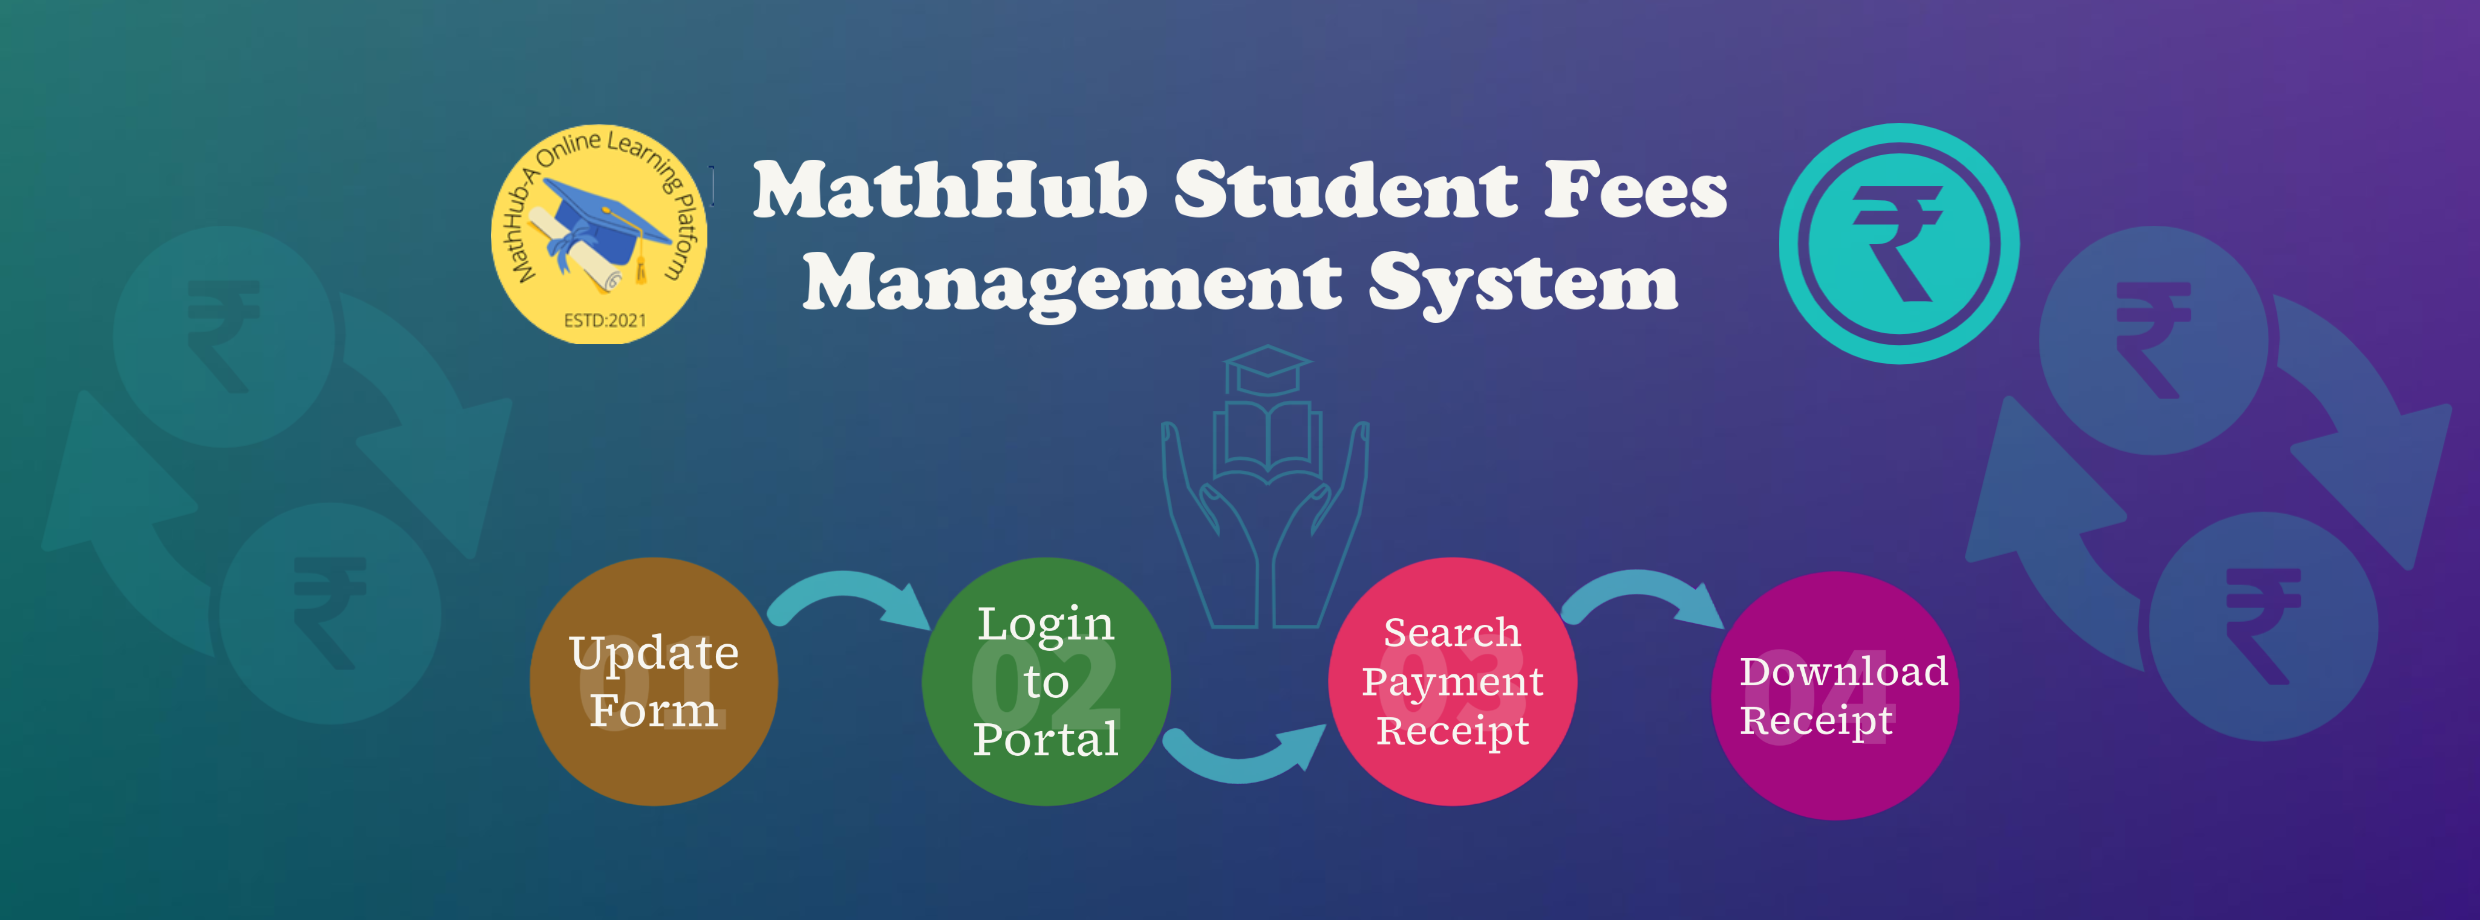 MathHub-A Online Learning Platform
ESTD:2021
MathHub Student Fees
Management System
₹
₹
₹
₹
₹
01
Update
Form
02
Login
to
Portal
03
Search
Payment
Receipt
04
Download
Receipt